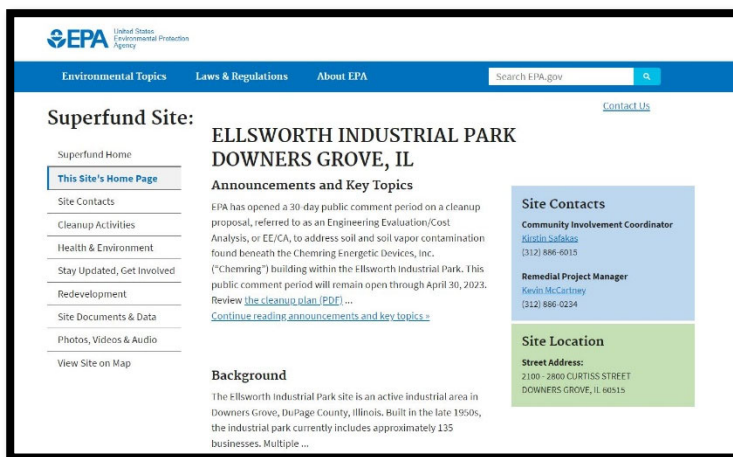 EPA United States
Environmental Protection
Agency
Environmental Topics Laws & Regulations About EPA Search EPA.gov
Contact Us
Superfund Site:
ELLSWORTH INDUSTRIAL PARK
DOWNERS GROVE, IL
Superfund Home
This Site's Home Page
Site Contacts
Cleanup Activities
Health & Environment
Stay Updated, Get Involved
Redevelopment
Site Documents & Data
Photos, Videos & Audio
View Site on Map
Announcements and Key Topics
EPA has opened a 30-day public comment period on a cleanup
proposal, referred to as an Engineering Evaluation/Cost
Analysis, or EE/CA, to address soil and soil vapor contamination
found beneath the Chemring Energetic Devices, Inc.
("Chemring") building within the Ellsworth Industrial Park. This
public comment period will remain open through April 30, 2023.
Review the cleanup plan (PDF) ...
Continue reading announcements and key topics »
Background
The Ellsworth Industrial Park site is an active industrial area in
Downers Grove, DuPage County, Illinois. Built in the late 1950s,
the industrial park currently includes approximately 135
businesses. Multiple ...
Site Contacts
Community Involvement Coordinator
Kirstin Safakas
(312) 886-6015
Remedial Project Manager
Kevin McCartney
(312) 886-0234
Site Location
Street Address:
2100 - 2800 CURTISS STREET
DOWNERS GROVE, IL 60515